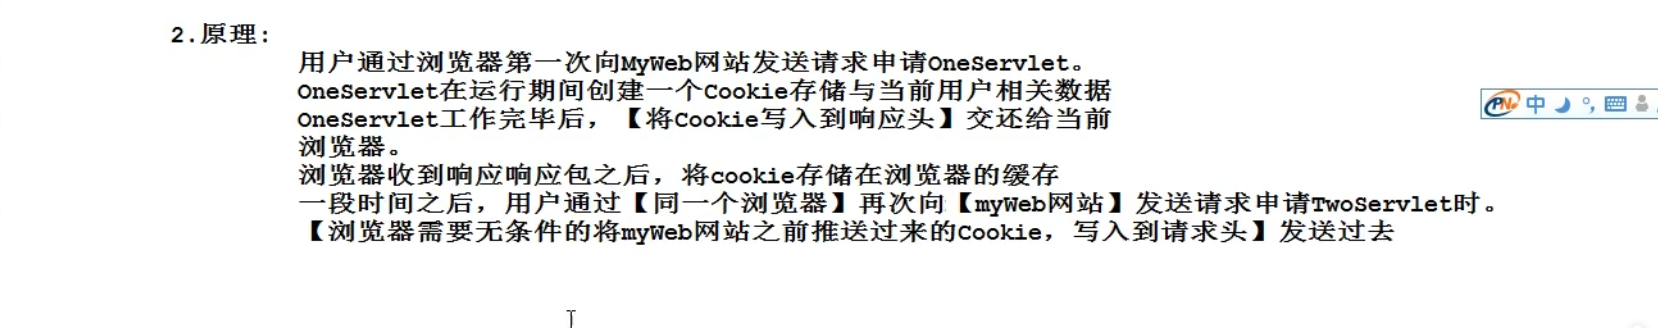 2.原理:
用户通过浏览器第一次向MyWeb网站发送请求申请OneServlet。
OneServlet在运行期间创建一个Cookie存储与当前用户相关数据
OneServlet工作完毕后，【将Cookie写入到响应头】交还给当前
浏览器。
浏览器收到响应响应包之后，将cookie存储在浏览器的缓存
一段时间之后，用户通过【同一个浏览器】再次向【myWeb网站】发送请求申请TwoServlet时。
【浏览器需要无条件的将myWeb网站之前推送过来的Cookie，写入到请求头】发送过去
中